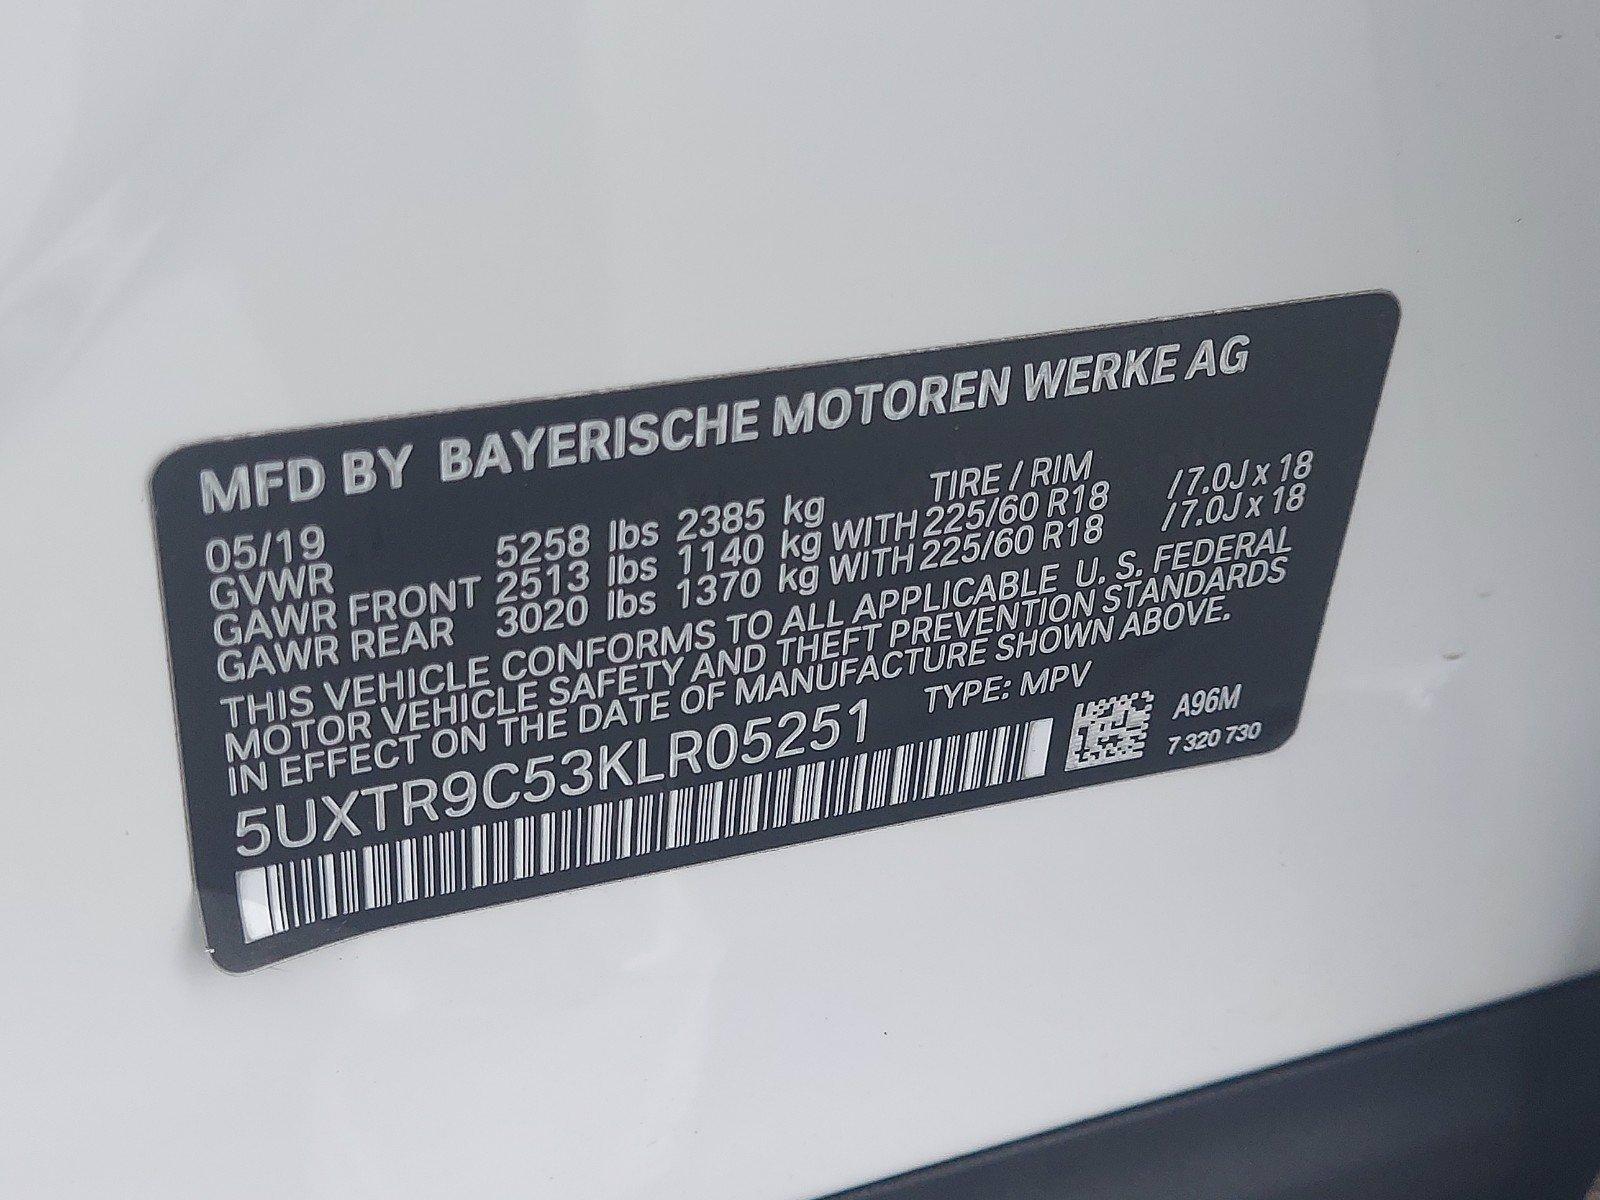 MFD BY BAYERISCHE MOTOREN WERKE AG
05/19 TIRE / RIM
GVWR 5258 lbs 2385 kg
GAWR FRONT 2513 lbs 1140 kg WITH 225/60 R18 / 7.0J x 18
GAWR REAR 3020 lbs 1370 kg WITH 225/60 R18 / 7.0J x 18
THIS VEHICLE CONFORMS TO ALL APPLICABLE U. S. FEDERAL
MOTOR VEHICLE SAFETY AND THEFT PREVENTION STANDARDS
IN EFFECT ON THE DATE OF MANUFACTURE SHOWN ABOVE.
5UXTR9C53KLR05251 TYPE: MPV
A96M
7 320 730